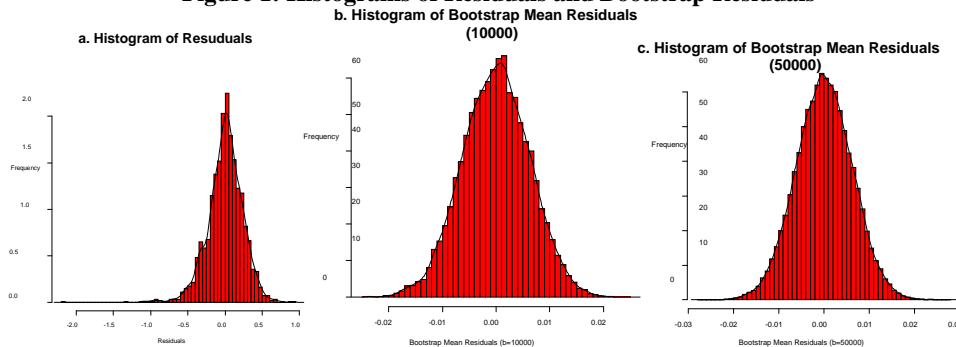 Figure 2. Histograms of Residuals and Bootstrap Residuals
b. Histogram of Bootstrap Mean Residuals
(10000)
a. Histogram of Resuduals
c. Histogram of Bootstrap Mean Residuals
(50000)
2.0
1.5
Frequency
1.0
0.5
0.0
-2.0 -1.5 -1.0 -0.5 0.0 0.5 1.0
Residuals
60
50
Frequency
40
30
20
10
0
-0.02 -0.01 0.00 0.01 0.02
Bootstrap Mean Residuals (b=10000)
60
50
40
Frequency
30
20
10
0
-0.03 -0.02 -0.01 0.00 0.01 0.02
Bootstrap Mean Residuals (b=50000)